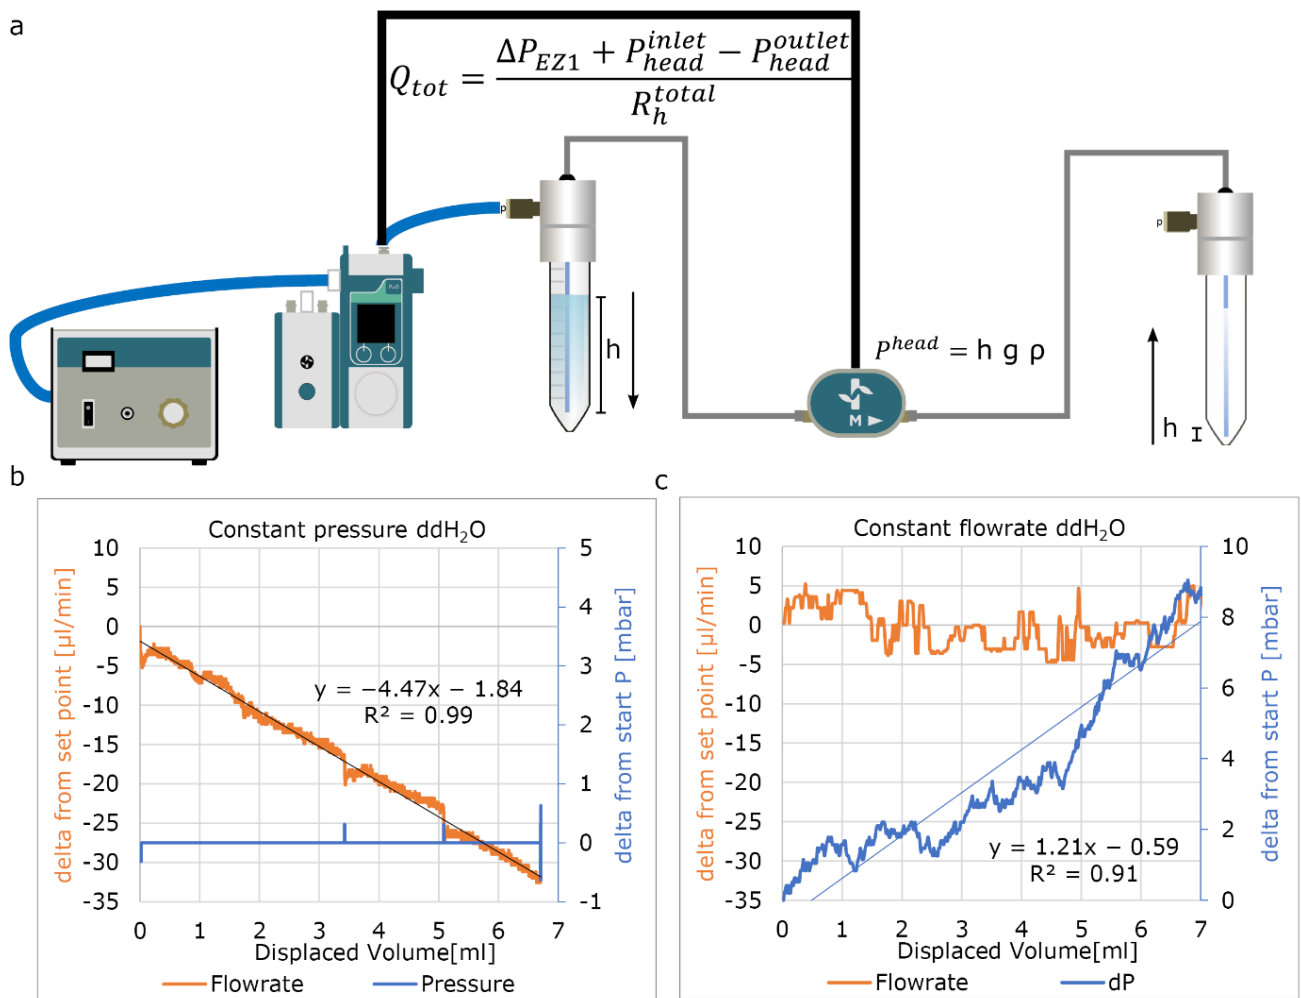 a
Q_tot = (ΔP_EZ1 + P_head^inlet − P_head^outlet) / R_h^total
p
p
h
P^head = h g ρ
M
h
b
Constant pressure ddH₂O
delta from set point [µl/min]
10
5
0
-5
-10
-15
-20
-25
-30
-35
y = −4.47x − 1.84
R² = 0.99
5
4
3
2
1
0
-1
delta from start P [mbar]
0 1 2 3 4 5 6 7
Displaced Volume[ml]
Flowrate Pressure
c
Constant flowrate ddH₂O
delta from set point [µl/min]
10
5
0
-5
-10
-15
-20
-25
-30
-35
y = 1.21x − 0.59
R² = 0.91
10
8
6
4
2
0
delta from start P [mbar]
0 1 2 3 4 5 6 7
Displaced Volume[ml]
Flowrate dP